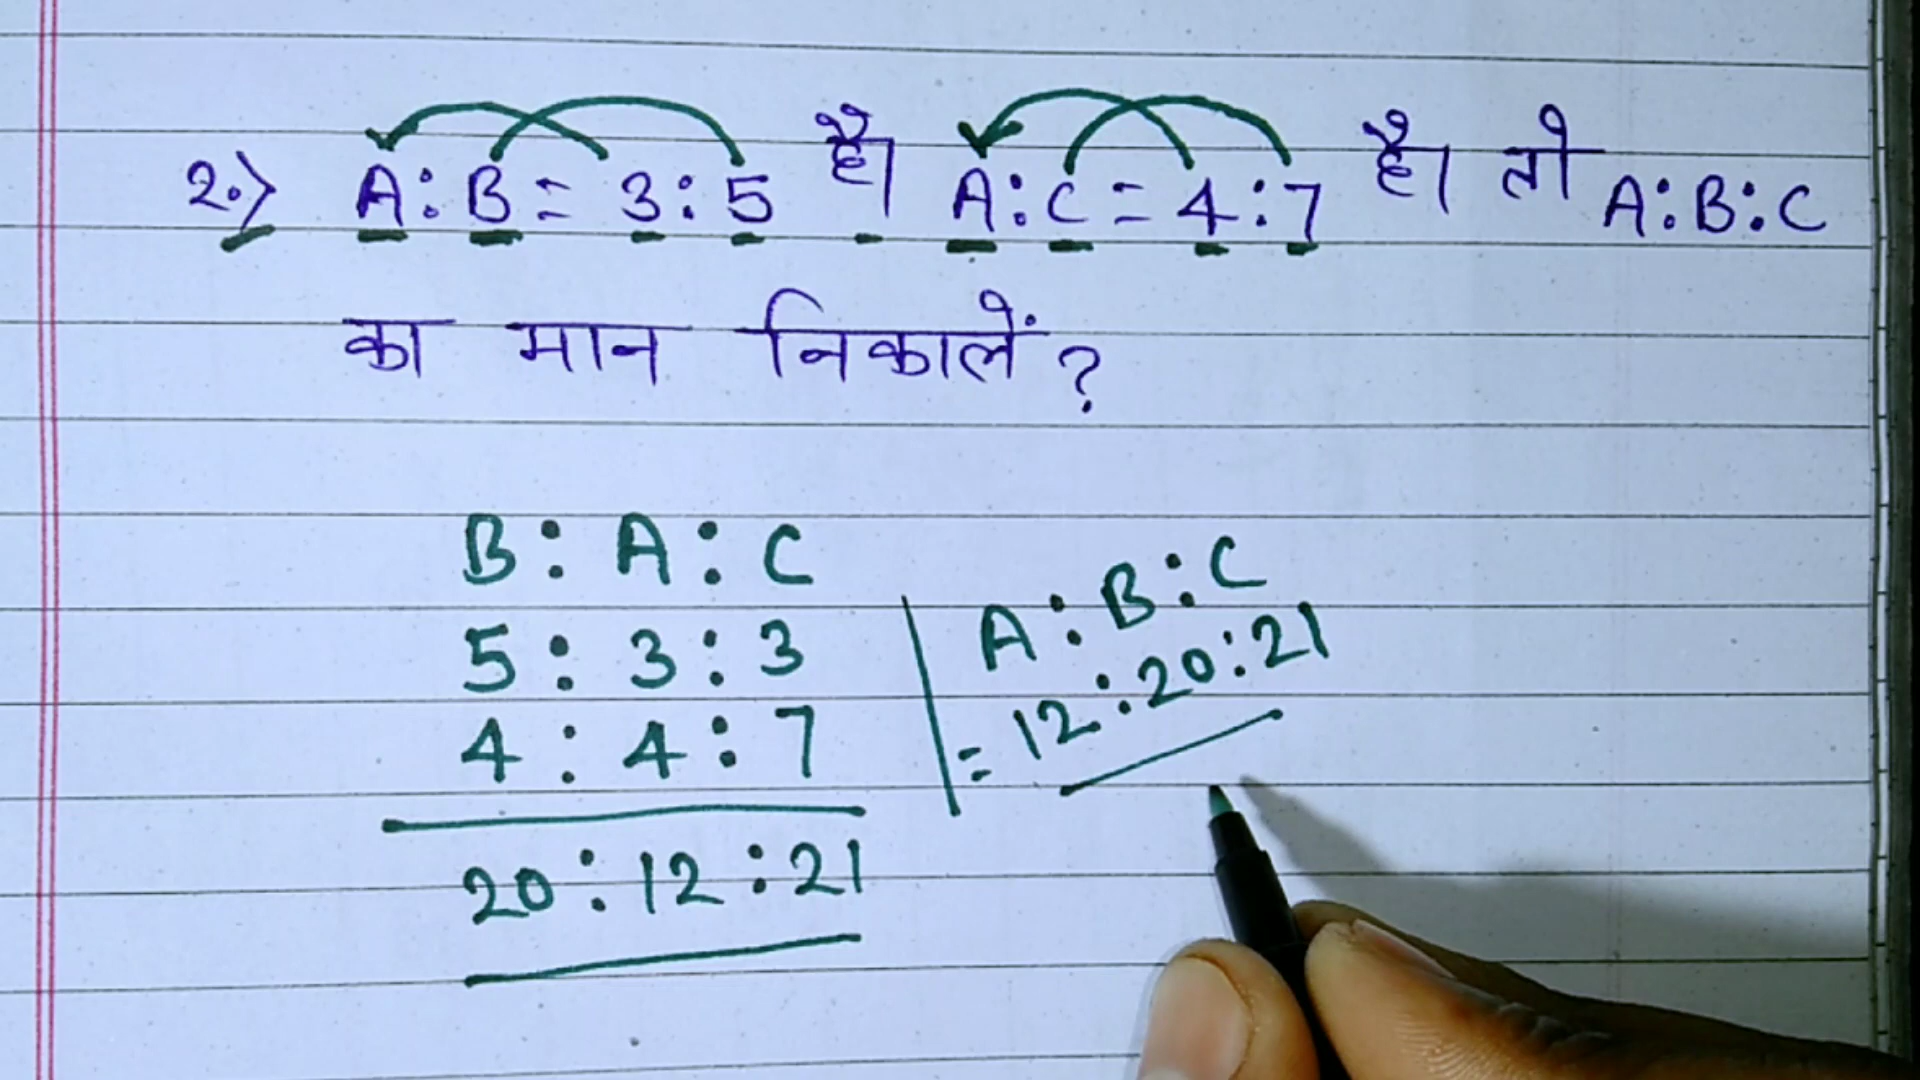 2.> A:B = 3:5 है। A:C = 4:7 है। तो A:B:C
का मान निकालें?
B : A : C
5 : 3 : 3
4 : 4 : 7
20 : 12 : 21
A : B : C
= 12 : 20 : 21